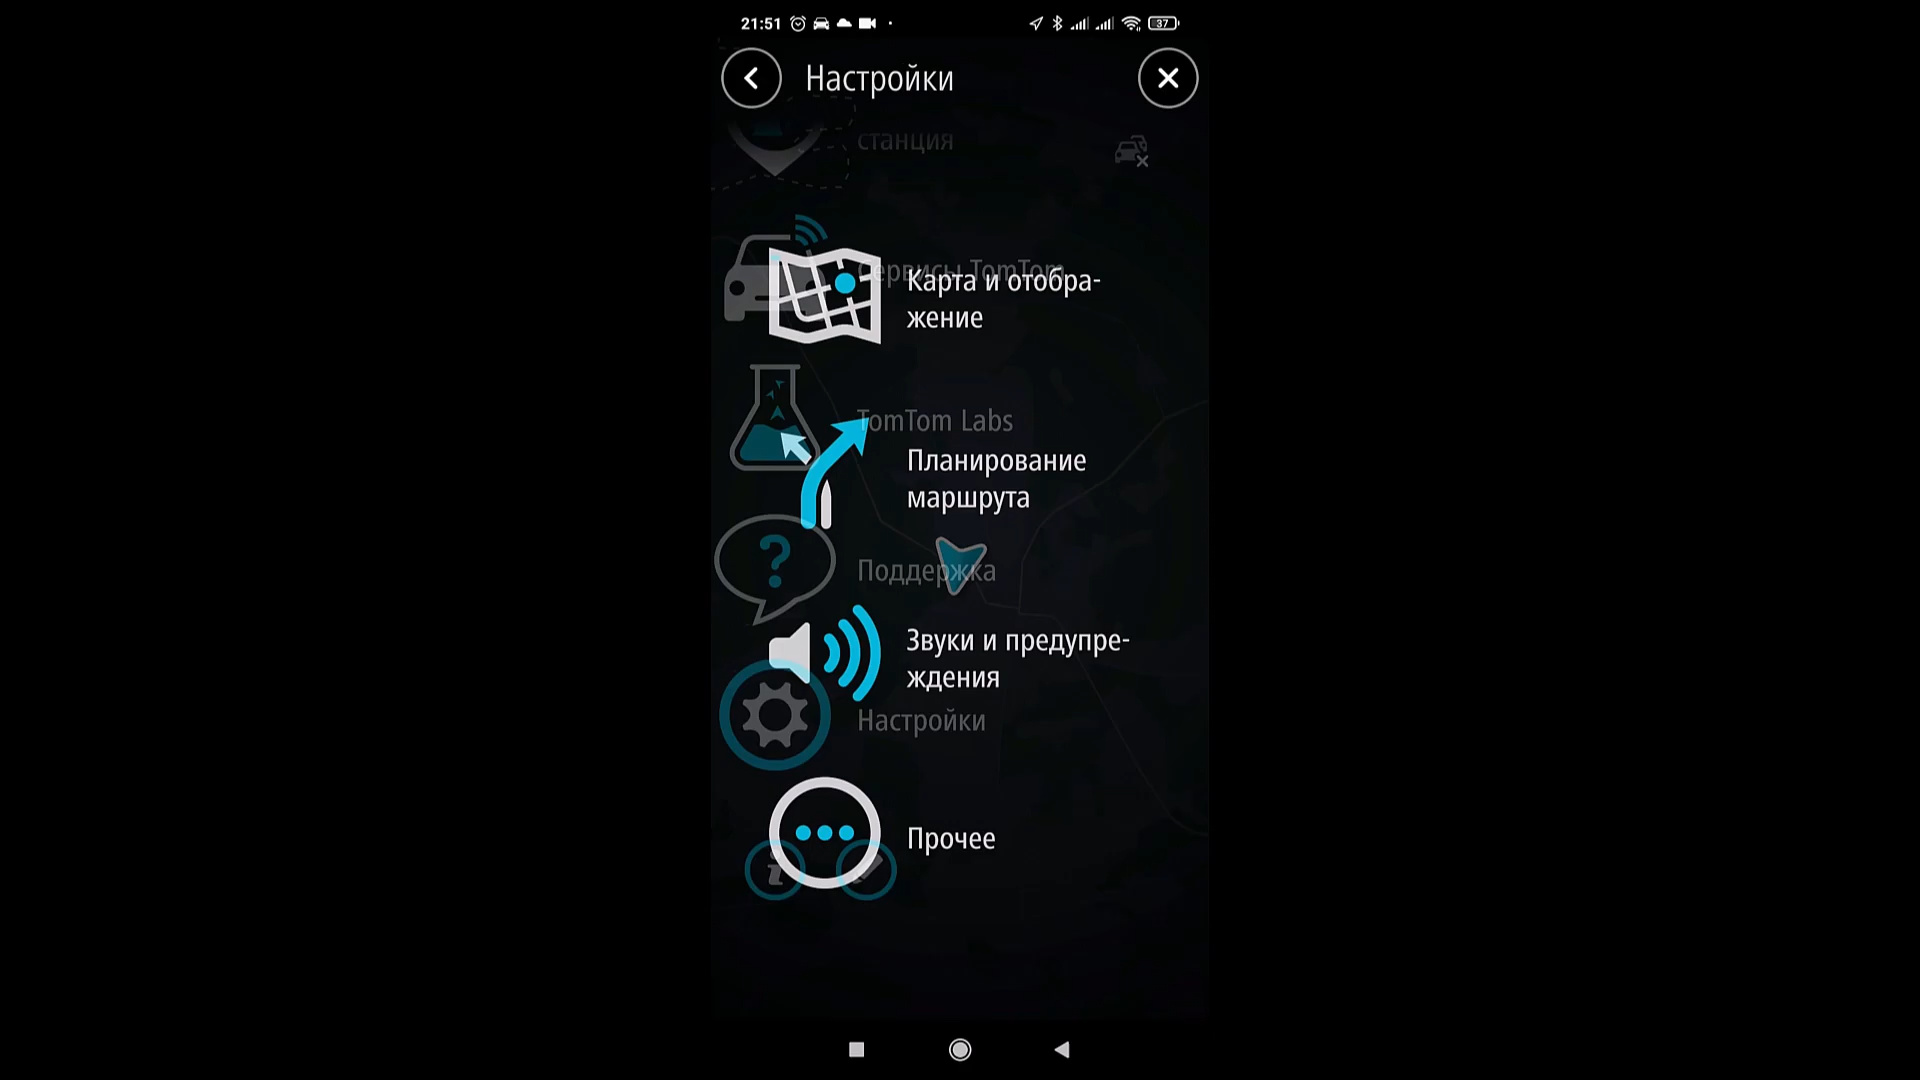 21:51
37
Настройки
станция
Сервисы TomTom
Карта и отобра-
жение
TomTom Labs
Планирование
маршрута
Поддержка
Звуки и предупре-
ждения
Настройки
Прочее